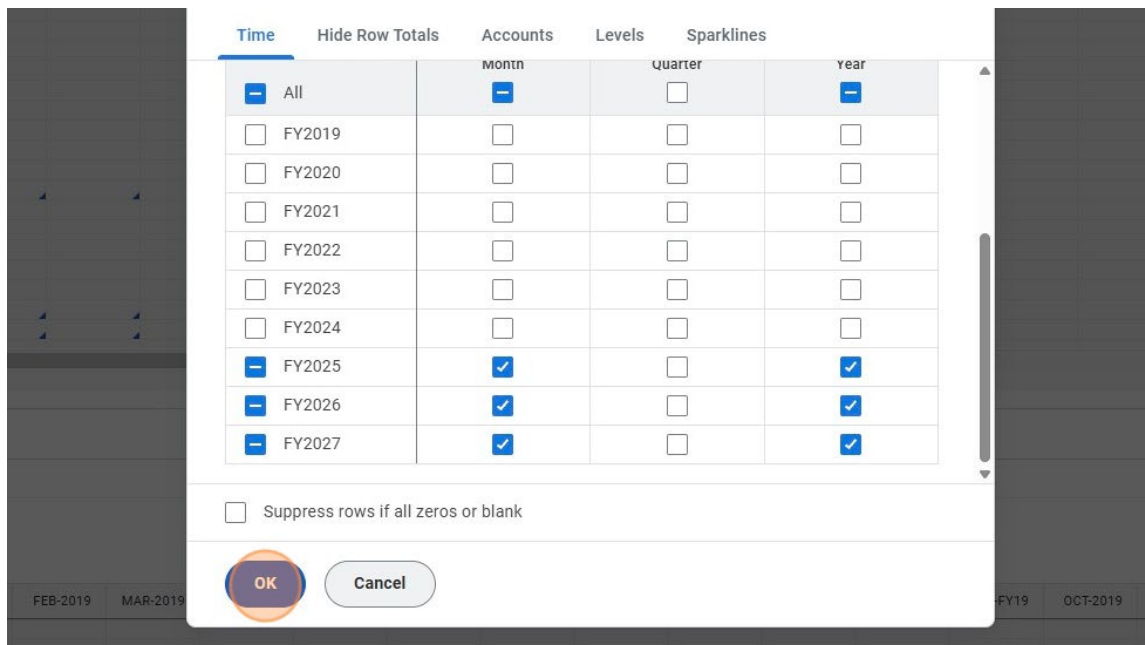 Time Hide Row Totals Accounts Levels Sparklines
Month Quarter Year
All
FY2019
FY2020
FY2021
FY2022
FY2023
FY2024
FY2025
FY2026
FY2027
Suppress rows if all zeros or blank
OK Cancel
FEB-2019 MAR-2019 -FY19 OCT-2019